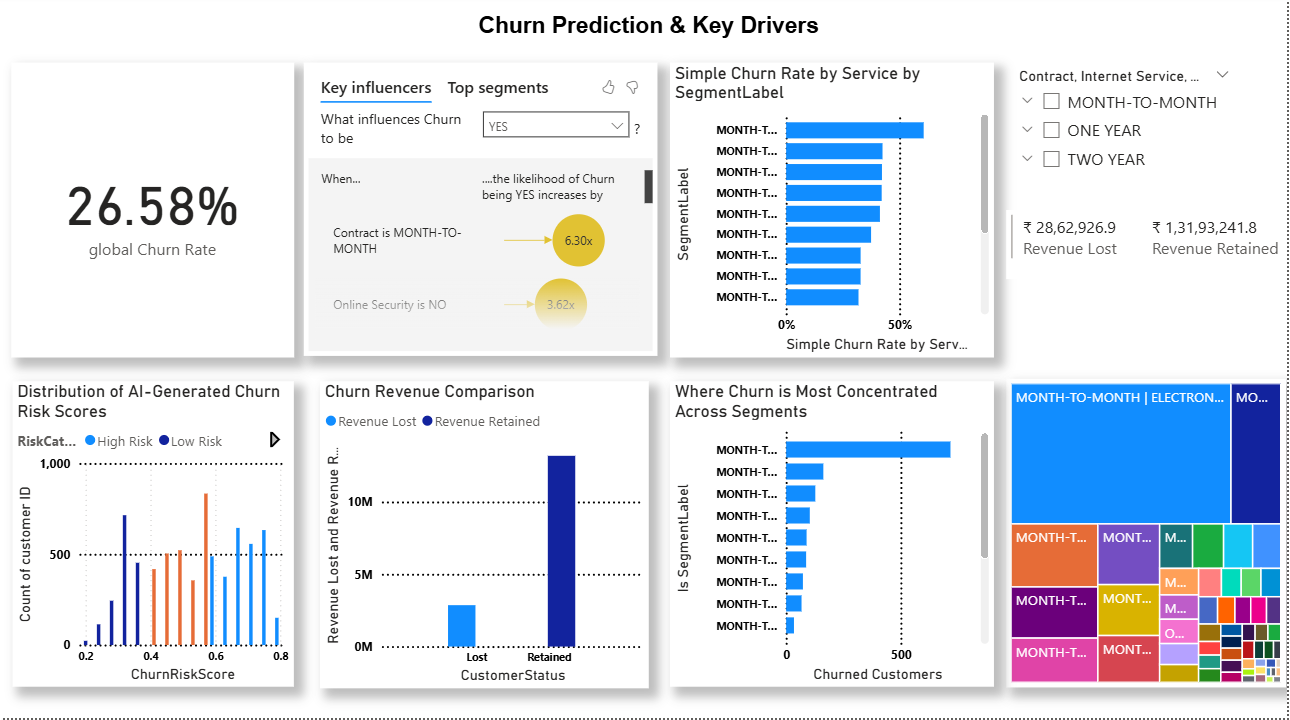 Churn Prediction & Key Drivers
26.58%
global Churn Rate
Key influencers Top segments
What influences Churn
to be
YES
?
When...
....the likelihood of Churn
being YES increases by
Contract is MONTH-TO-
MONTH
6.30x
Online Security is NO
3.62x
Simple Churn Rate by Service by
SegmentLabel
SegmentLabel
MONTH-T...
MONTH-T...
MONTH-T...
MONTH-T...
MONTH-T...
MONTH-T...
MONTH-T...
MONTH-T...
MONTH-T...
0% 50%
Simple Churn Rate by Serv...
Contract, Internet Service, ...
MONTH-TO-MONTH
ONE YEAR
TWO YEAR
₹ 28,62,926.9
Revenue Lost
₹ 1,31,93,241.8
Revenue Retained
Distribution of AI-Generated Churn
Risk Scores
RiskCat... High Risk Low Risk
Count of customer ID
1,000
500
0
0.2 0.4 0.6 0.8
ChurnRiskScore
Churn Revenue Comparison
Revenue Lost Revenue Retained
Revenue Lost and Revenue R...
10M
5M
0M
Lost Retained
CustomerStatus
Where Churn is Most Concentrated
Across Segments
Is SegmentLabel
MONTH-T...
MONTH-T...
MONTH-T...
MONTH-T...
MONTH-T...
MONTH-T...
MONTH-T...
MONTH-T...
MONTH-T...
0 500
Churned Customers
MONTH-TO-MONTH | ELECTRON...
MO...
MONTH-T...
MONT...
M...
MONTH-T...
MONT...
M...
M...
O...
MONTH-T...
MONT...